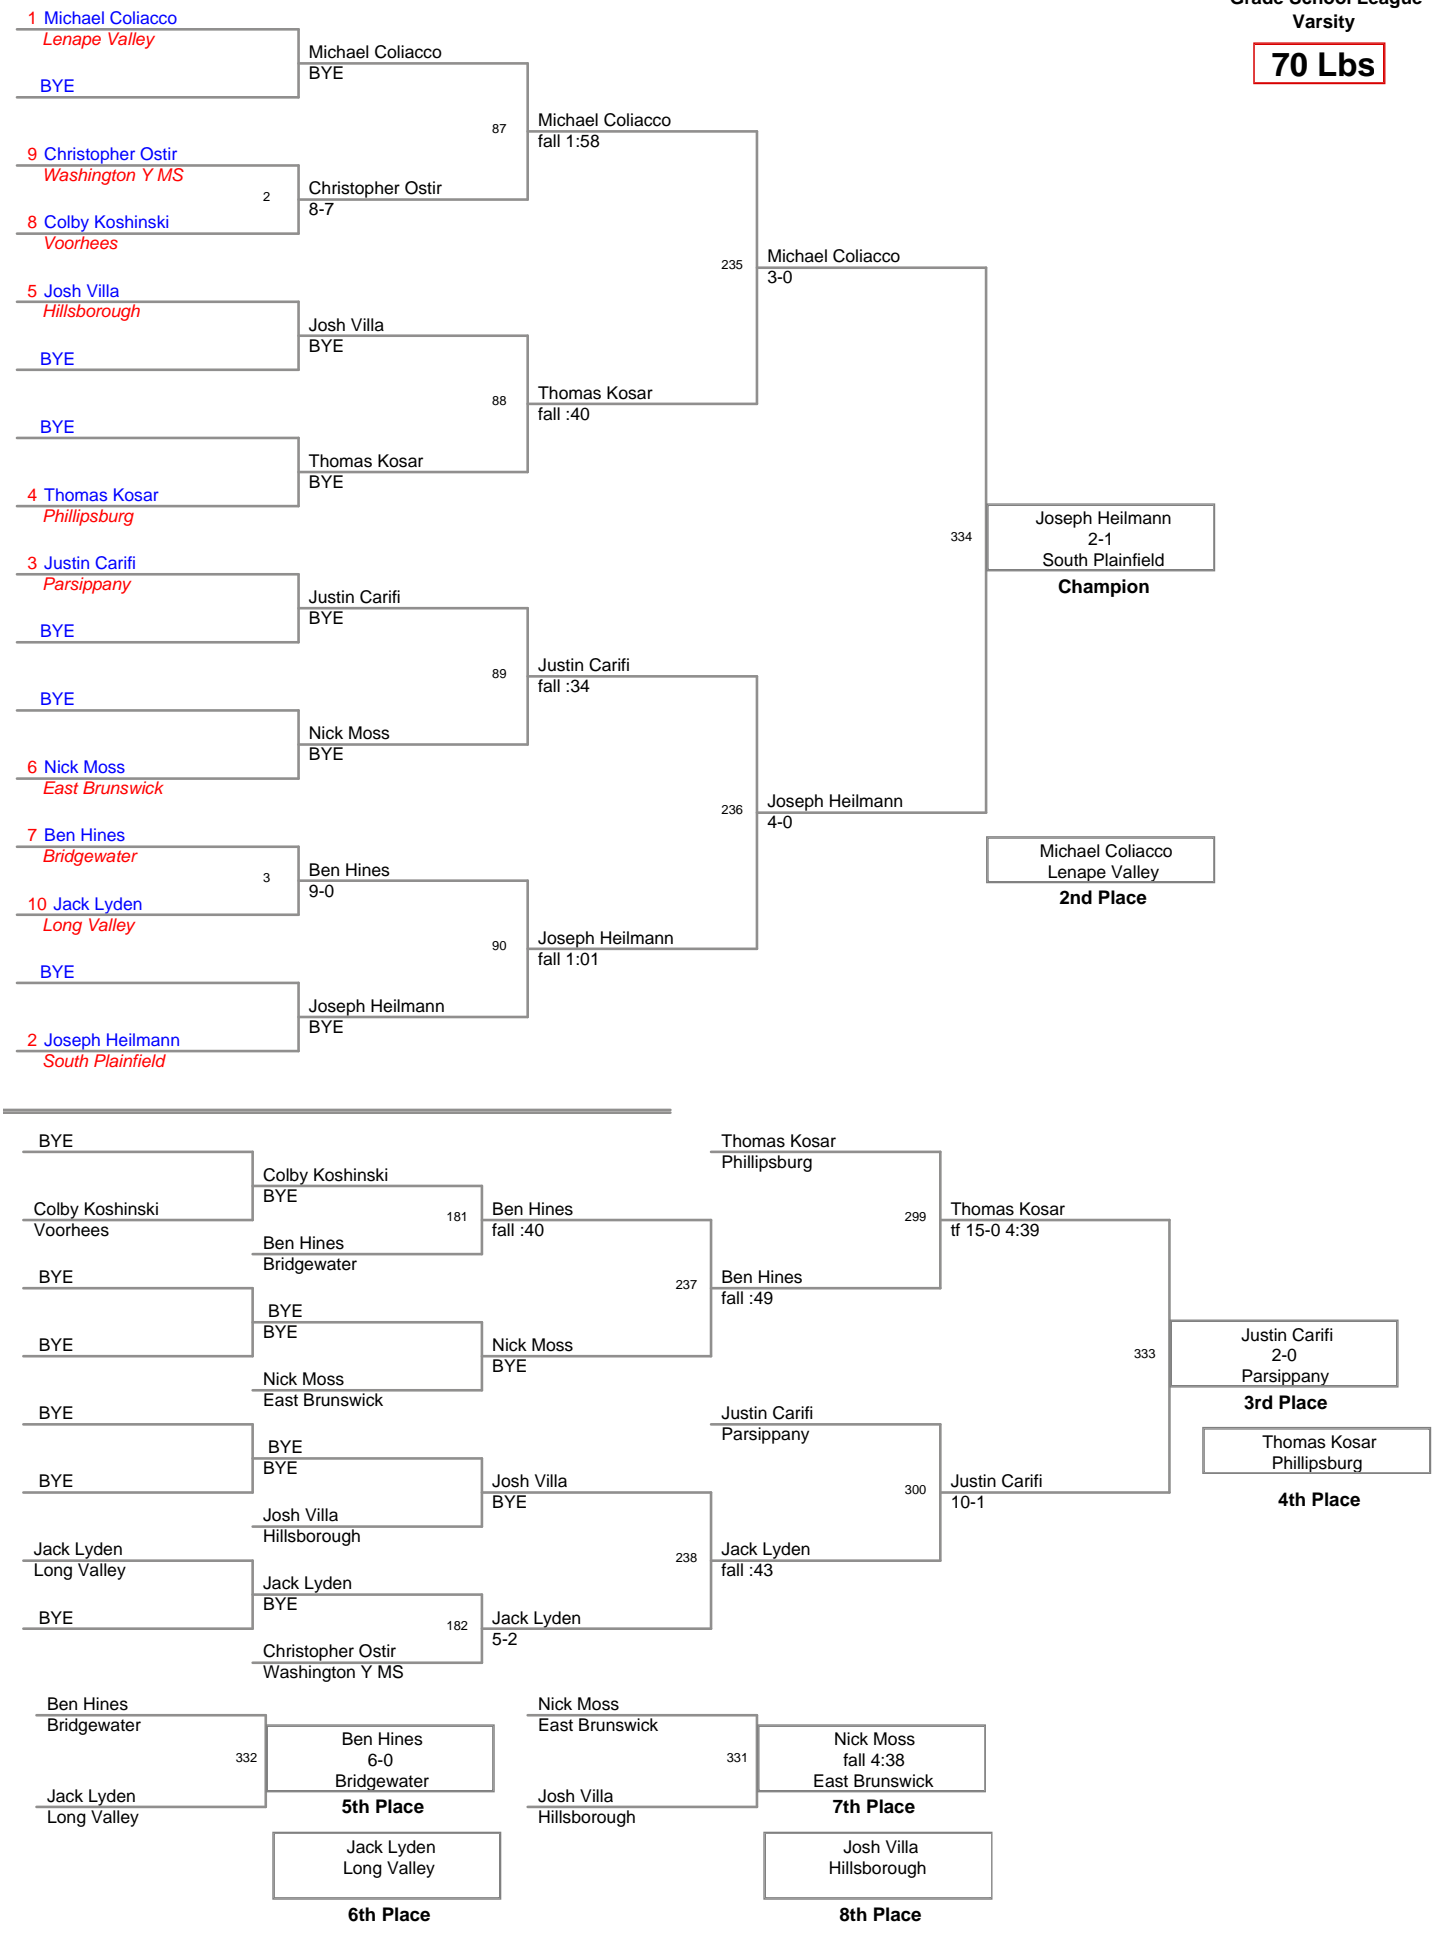 Grade School League
Varsity
70 Lbs
1 Michael Coliacco
Lenape Valley
BYE
9 Christopher Ostir
Washington Y MS
8 Colby Koshinski
Voorhees
5 Josh Villa
Hillsborough
BYE
BYE
4 Thomas Kosar
Phillipsburg
3 Justin Carifi
Parsippany
BYE
BYE
6 Nick Moss
East Brunswick
7 Ben Hines
Bridgewater
10 Jack Lyden
Long Valley
BYE
2 Joseph Heilmann
South Plainfield
Michael Coliacco
BYE
2
Christopher Ostir
8-7
Josh Villa
BYE
Thomas Kosar
BYE
Justin Carifi
BYE
Nick Moss
BYE
3
Ben Hines
9-0
Joseph Heilmann
BYE
87
Michael Coliacco
fall 1:58
88
Thomas Kosar
fall :40
89
Justin Carifi
fall :34
90
Joseph Heilmann
fall 1:01
235
Michael Coliacco
3-0
236
Joseph Heilmann
4-0
334
Joseph Heilmann
2-1
South Plainfield
Champion
Michael Coliacco
Lenape Valley
2nd Place
BYE
Colby Koshinski
Voorhees
BYE
BYE
BYE
BYE
Jack Lyden
Long Valley
BYE
Colby Koshinski
BYE
Ben Hines
Bridgewater
BYE
BYE
Nick Moss
East Brunswick
BYE
BYE
Josh Villa
Hillsborough
Jack Lyden
BYE
Christopher Ostir
Washington Y MS
181
Ben Hines
fall :40
Nick Moss
BYE
Josh Villa
BYE
182
Jack Lyden
5-2
Thomas Kosar
Phillipsburg
237
Ben Hines
fall :49
Justin Carifi
Parsippany
238
Jack Lyden
fall :43
299
Thomas Kosar
tf 15-0 4:39
300
Justin Carifi
10-1
333
Justin Carifi
2-0
Parsippany
3rd Place
Thomas Kosar
Phillipsburg
4th Place
Ben Hines
Bridgewater
332
Jack Lyden
Long Valley
Ben Hines
6-0
Bridgewater
5th Place
Jack Lyden
Long Valley
6th Place
Nick Moss
East Brunswick
331
Josh Villa
Hillsborough
Nick Moss
fall 4:38
East Brunswick
7th Place
Josh Villa
Hillsborough
8th Place